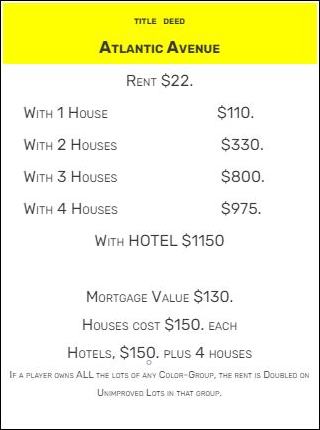 TITLE DEED
ATLANTIC AVENUE
RENT $22.
WITH 1 HOUSE $110.
WITH 2 HOUSES $330.
WITH 3 HOUSES $800.
WITH 4 HOUSES $975.
WITH HOTEL $1150
MORTGAGE VALUE $130.
HOUSES COST $150. EACH
HOTELS, $150. PLUS 4 HOUSES
IF A PLAYER OWNS ALL THE LOTS OF ANY COLOR-GROUP, THE RENT IS DOUBLED ON
UNIMPROVED LOTS IN THAT GROUP.